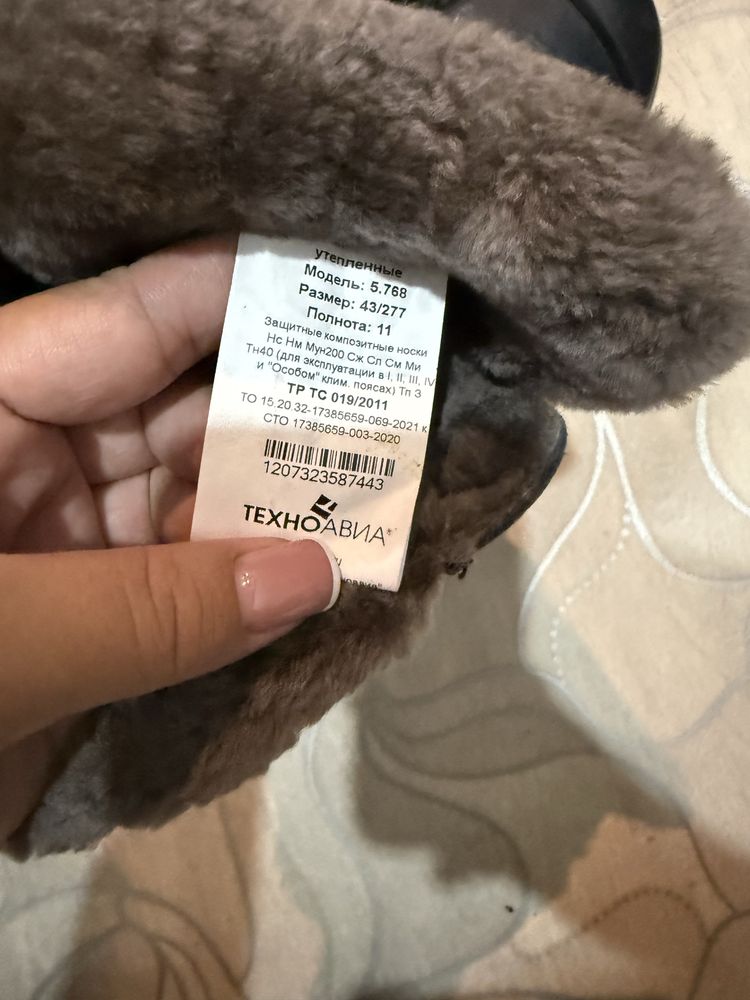 утепленные
Модель: 5.768
Размер: 43/277
Полнота: 11
Защитные композитные носки
Нс Нм Мун200 Сж Сл См Ми
Тн40 (для эксплуатации в I, II, III, IV
и "Особом" клим. поясах) Тп З
ТР ТС 019/2011
ТО 15.20.32-17385659-069-2021 к
СТО 17385659-003-2020
1207323587443
ТЕХНОАВИА®